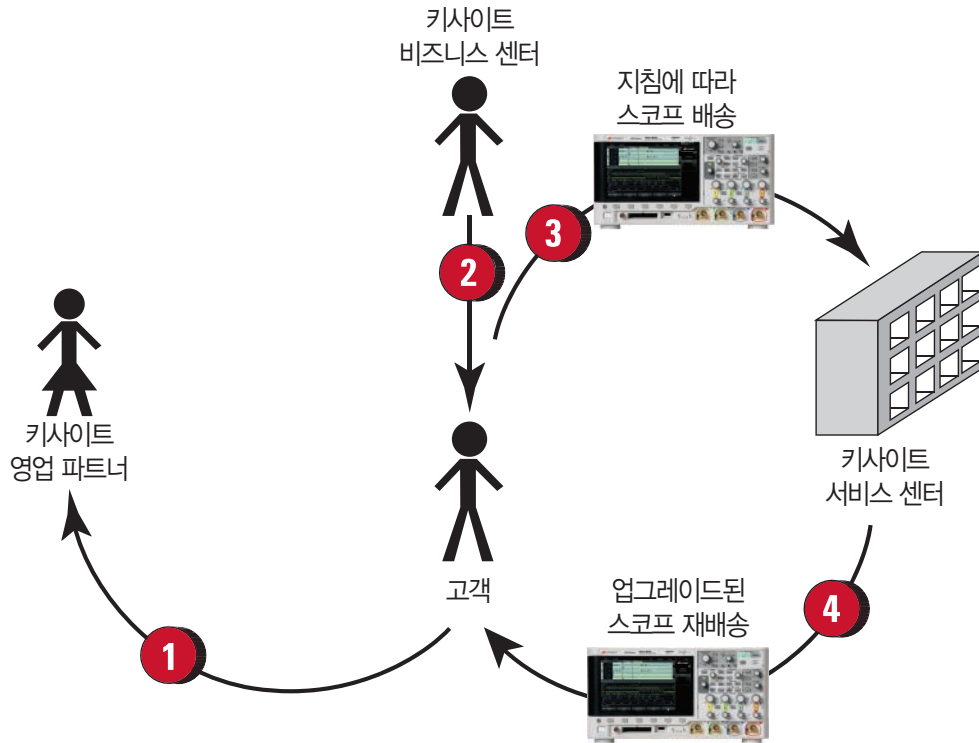 키사이트
비즈니스 센터
지침에 따라
스코프 배송
3
2
키사이트
영업 파트너
키사이트
서비스 센터
고객
업그레이드된
스코프 재배송
4
1